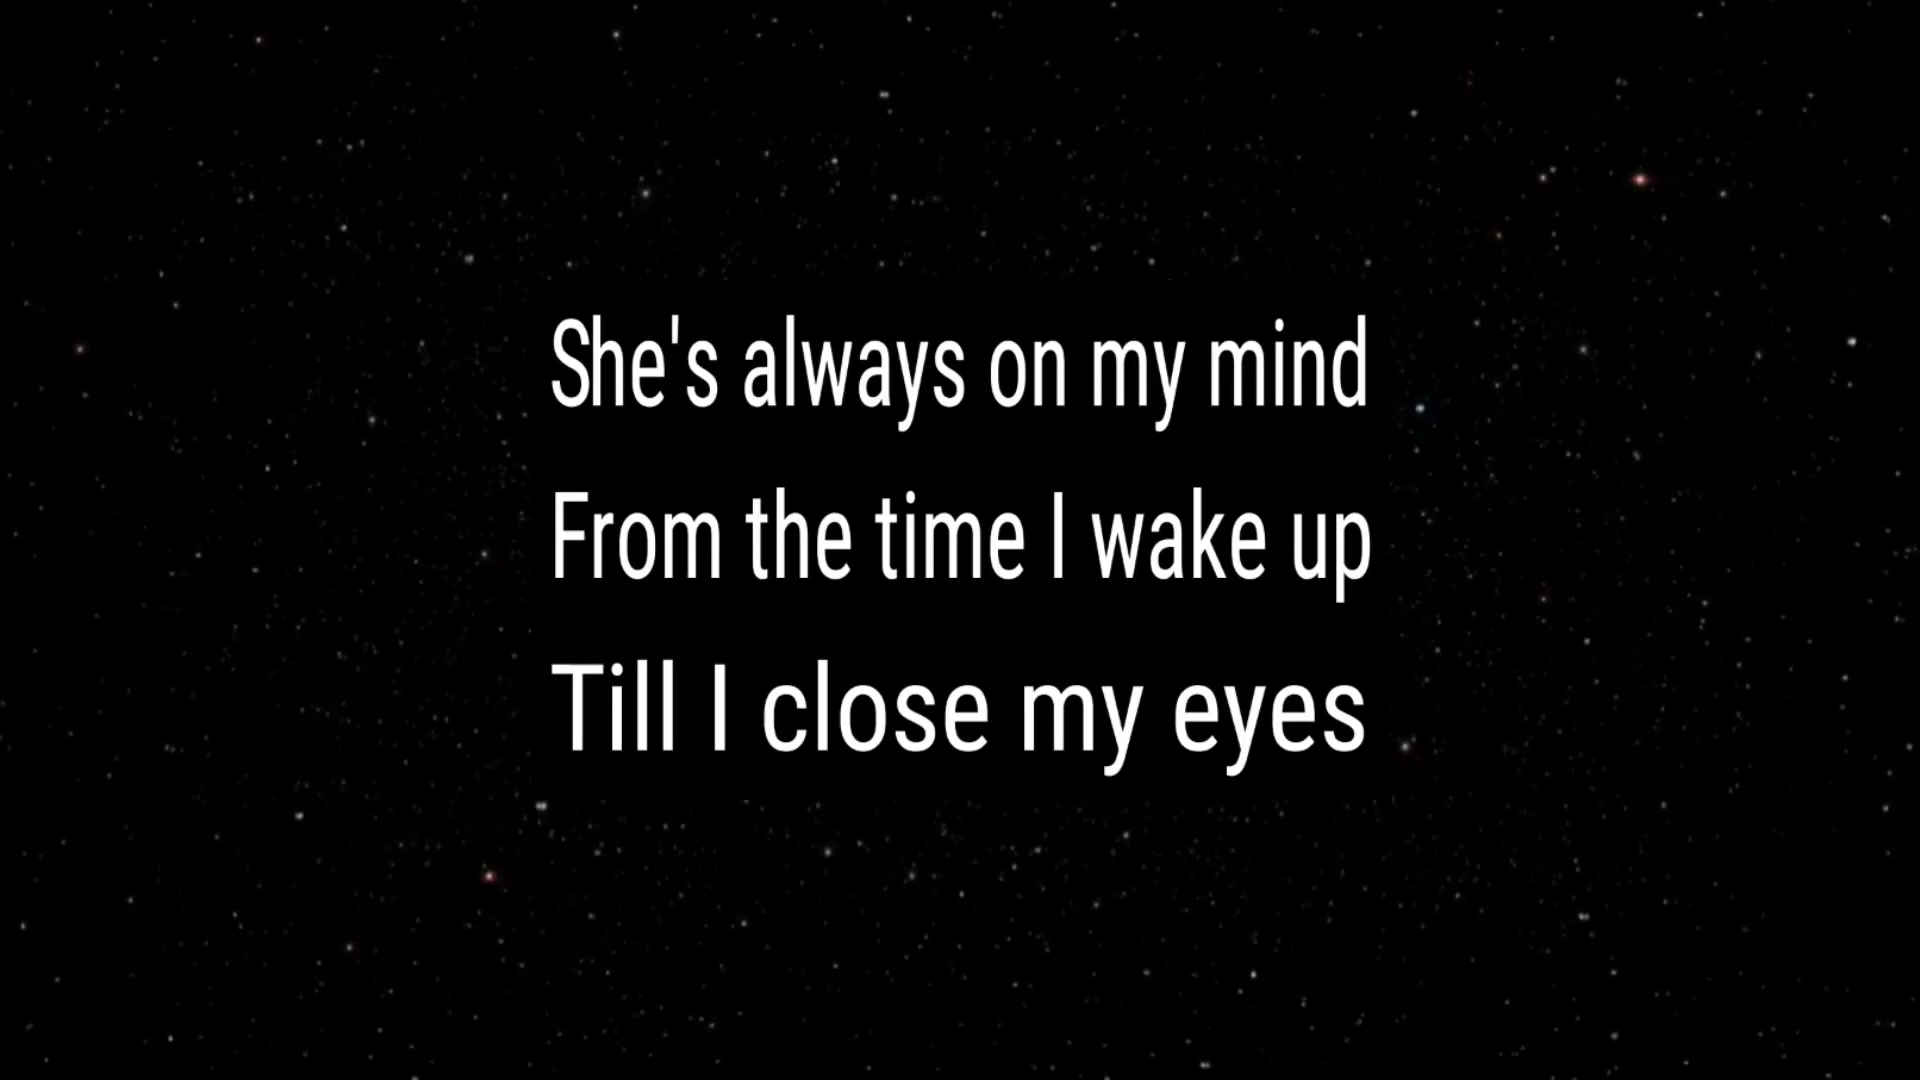 She's always on my mind
From the time I wake up
Till I close my eyes